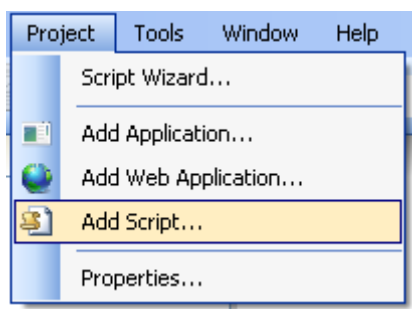 Project Tools Window Help
Script Wizard...
Add Application...
Add Web Application...
Add Script...
Properties...